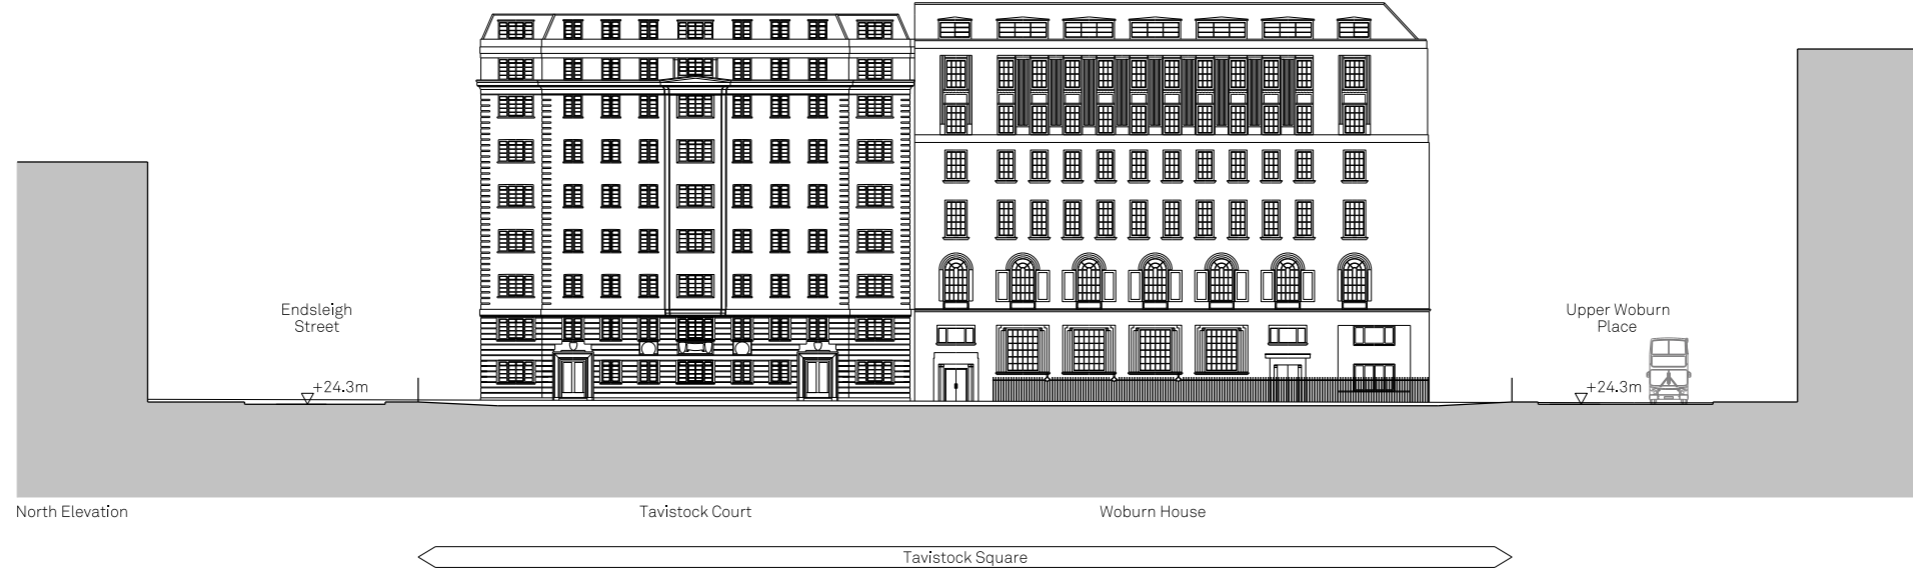 Endsleigh
Street
+24.3m
Upper Woburn
Place
+24.3m
North Elevation
Tavistock Court
Woburn House
Tavistock Square